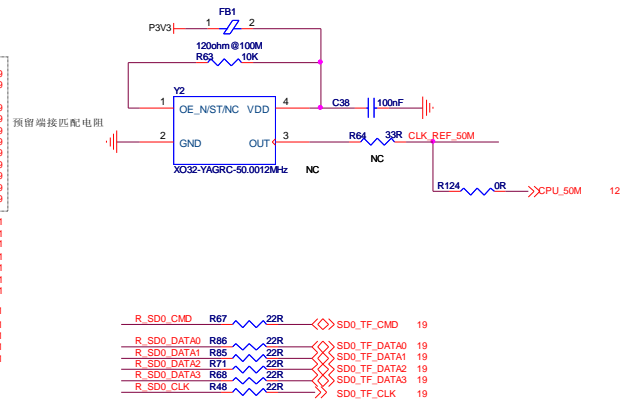 FB1
P3V3 1 2
120ohm@100M
R63 10K
Y2
1 OE_N/ST/NC VDD 4 C38 100nF
预留端接匹配电阻
2 GND OUT 3 R64 33R CLK_REF_50M
XO32-YAGRC-50.0012MHz NC NC
R124 0R CPU_50M 12
R_SD0_CMD R67 22R SD0_TF_CMD 19
R_SD0_DATA0 R86 22R SD0_TF_DATA0 19
R_SD0_DATA1 R85 22R SD0_TF_DATA1 19
R_SD0_DATA2 R71 22R SD0_TF_DATA2 19
R_SD0_DATA3 R68 22R SD0_TF_DATA3 19
R_SD0_CLK R48 22R SD0_TF_CLK 19